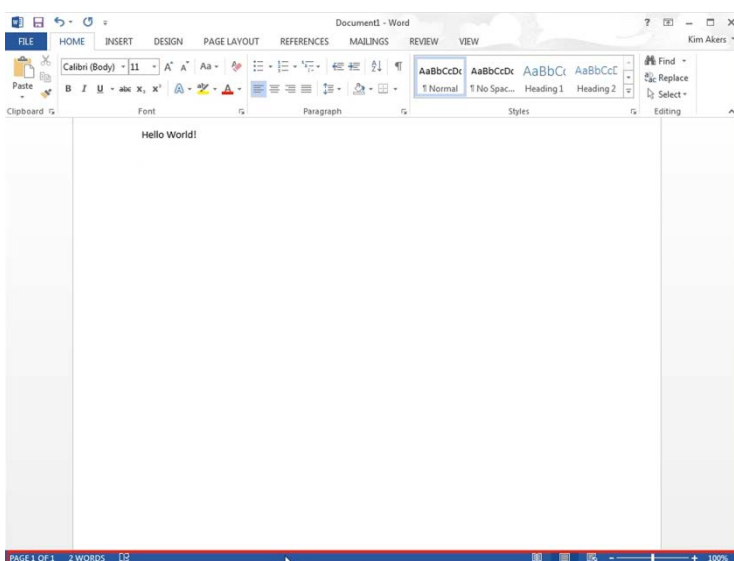 Document1 - Word
?
FILE HOME INSERT DESIGN PAGE LAYOUT REFERENCES MAILINGS REVIEW VIEW Kim Akers
Paste
Calibri (Body) 11 A A Aa
B I U abc X₂ X² A A
AaBbCcDc AaBbCcDc AaBbCc AaBbCcC
¶ Normal ¶ No Spac... Heading 1 Heading 2
Find
Replace
Select
Clipboard Font Paragraph Styles Editing
Hello World!
PAGE 1 OF 1 2 WORDS 100%